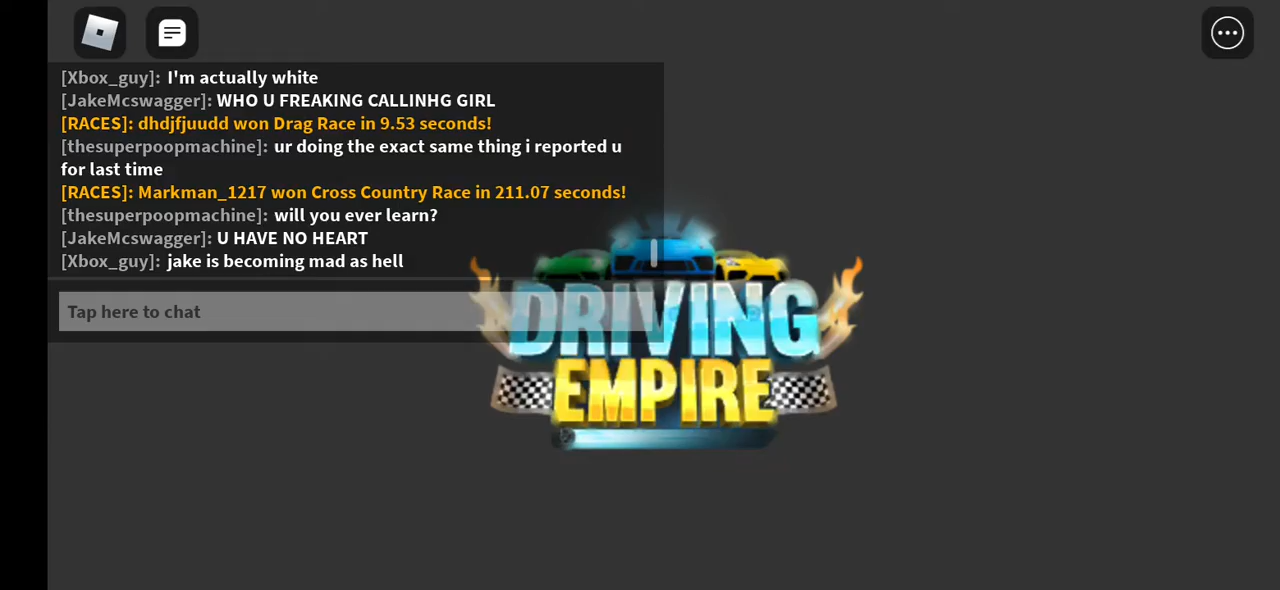 [Xbox_guy]: I'm actually white
[JakeMcswagger]: WHO U FREAKING CALLINHG GIRL
[RACES]: dhdjfjuudd won Drag Race in 9.53 seconds!
[thesuperpoopmachine]: ur doing the exact same thing i reported u
for last time
[RACES]: Markman_1217 won Cross Country Race in 211.07 seconds!
[thesuperpoopmachine]: will you ever learn?
[JakeMcswagger]: U HAVE NO HEART
[Xbox_guy]: jake is becoming mad as hell
Tap here to chat
DRIVING
EMPIRE